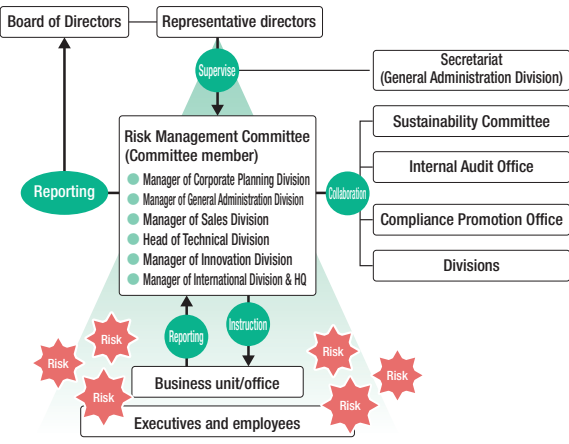 Board of Directors
Representative directors
Supervise
Secretariat
(General Administration Division)
Risk Management Committee
(Committee member)
Manager of Corporate Planning Division
Manager of General Administration Division
Manager of Sales Division
Head of Technical Division
Manager of Innovation Division
Manager of International Division & HQ
Reporting
Collaboration
Sustainability Committee
Internal Audit Office
Compliance Promotion Office
Divisions
Reporting
Instruction
Risk
Risk
Risk
Risk
Risk
Risk
Business unit/office
Executives and employees